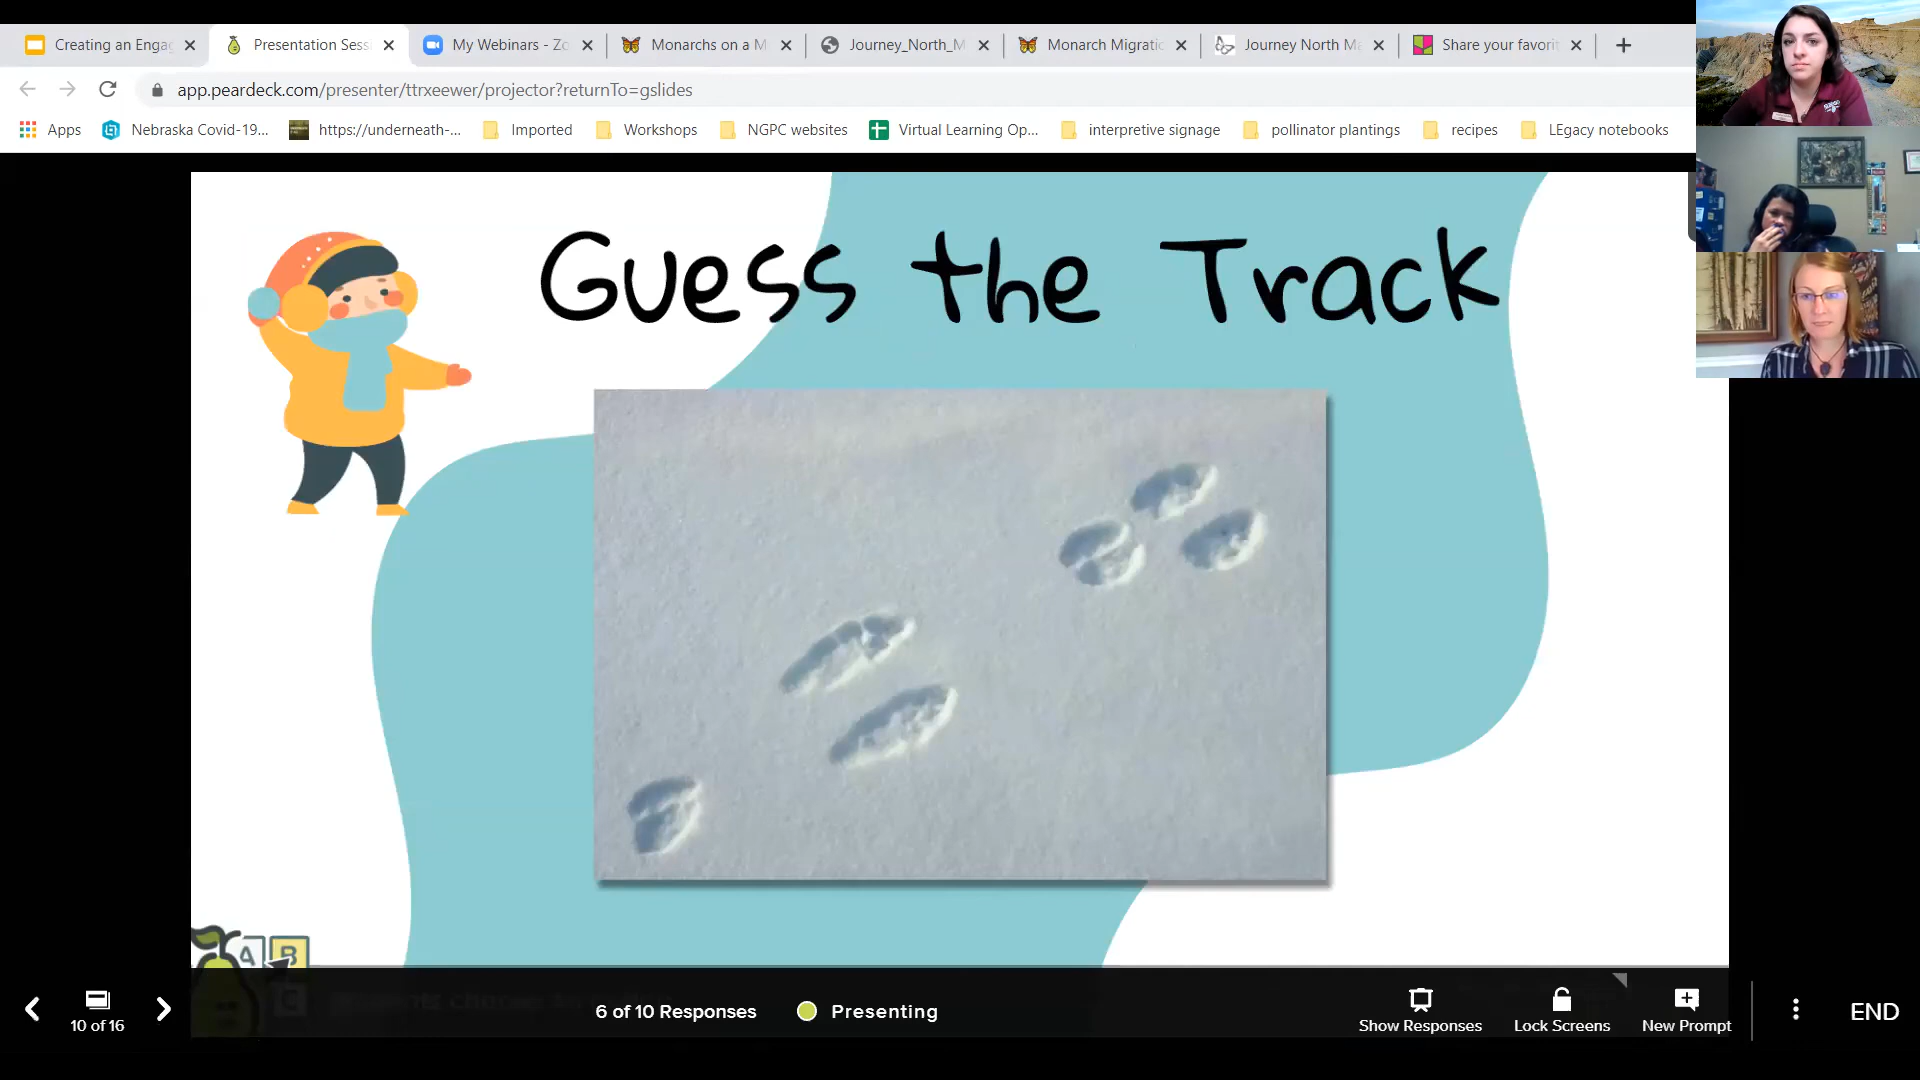 Creating an Enga
Presentation Sess
My Webinars - Zo
Monarchs on a M
Journey_North_M
Monarch Migratio
Journey North Ma
Share your favorit
app.peardeck.com/presenter/ttrxeewer/projector?returnTo=gslides
Apps
Nebraska Covid-19...
https://underneath-...
Imported
Workshops
NGPC websites
Virtual Learning Op...
interpretive signage
pollinator plantings
recipes
LEgacy notebooks
Guess the Track
A B
C
10 of 16
6 of 10 Responses
Presenting
Show Responses
Lock Screens
New Prompt
END